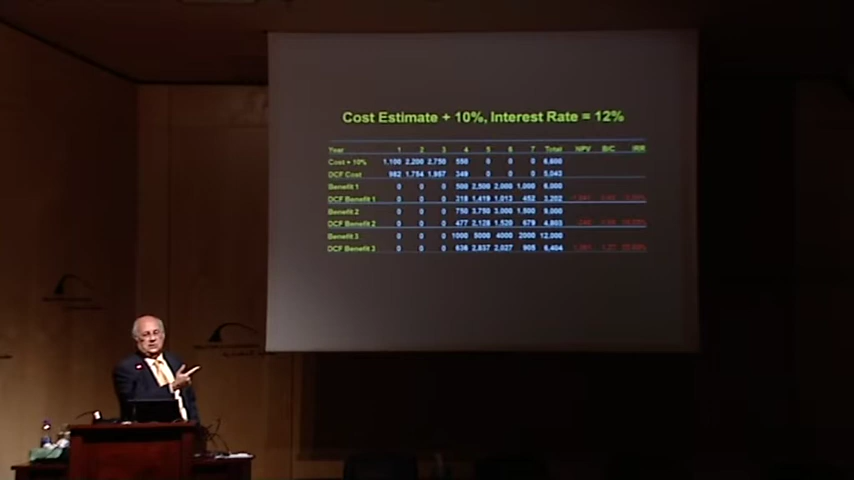 Cost Estimate + 10%, Interest Rate = 12%
Year 1 2 3 4 5 6 7 Total NPV B/C IRR
Cost + 10% 1,100 2,200 2,750 550 0 0 0 6,600
DCF Cost 982 1,754 1,957 349 0 0 0 5,043
Benefit 1 0 0 0 500 2,500 2,000 1,000 6,000
DCF Benefit 1 0 0 0 318 1,419 1,013 452 3,202
Benefit 2 0 0 0 750 3,750 3,000 1,500 9,000
DCF Benefit 2 0 0 0 477 2,128 1,520 679 4,803
Benefit 3 0 0 0 1000 5000 4000 2000 12,000
DCF Benefit 3 0 0 0 636 2,837 2,027 905 6,404